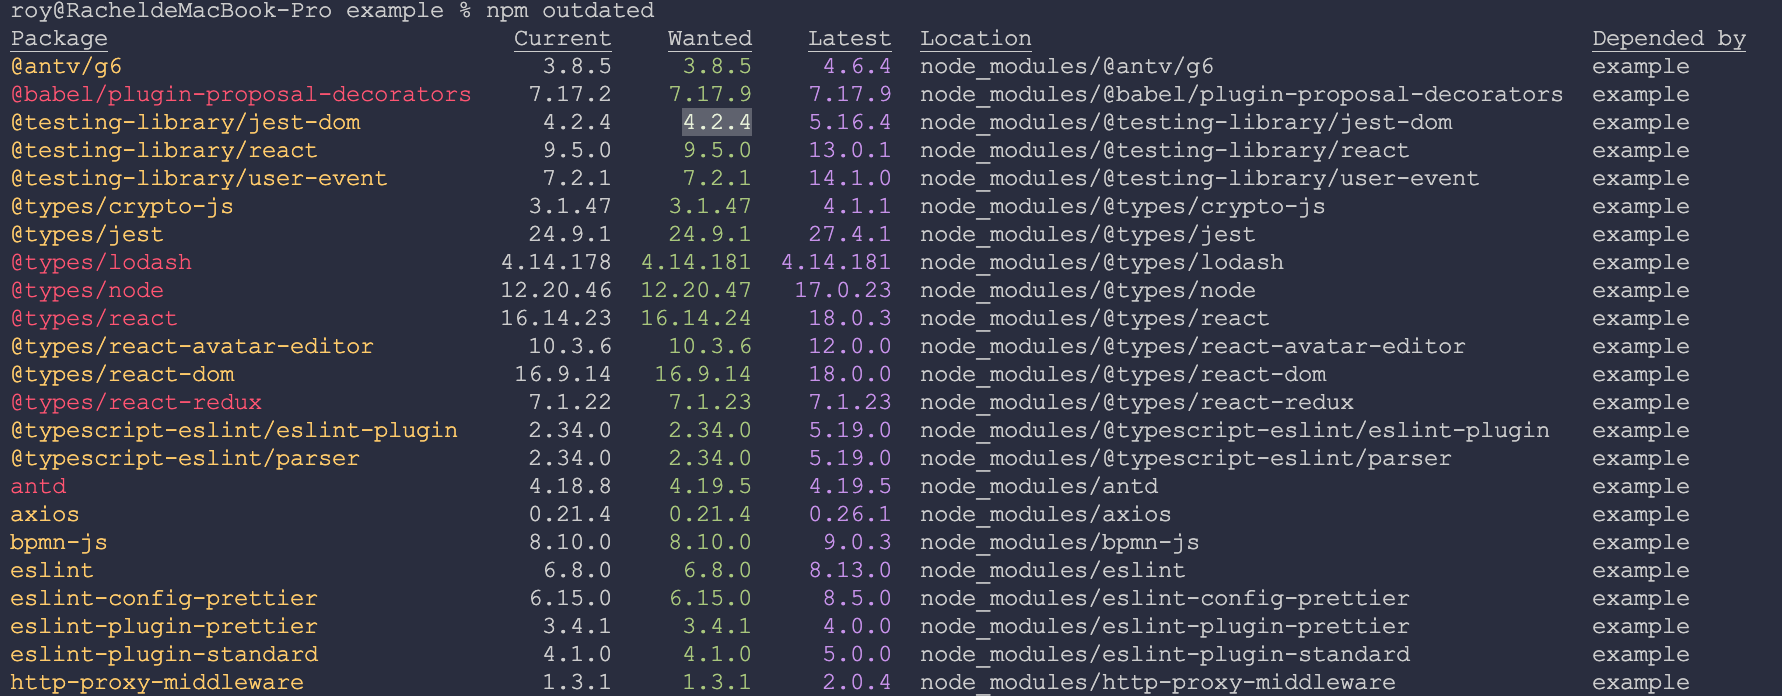 roy@RacheldeMacBook-Pro example % npm outdated
Package Current Wanted Latest Location Depended by
@antv/g6 3.8.5 3.8.5 4.6.4 node_modules/@antv/g6 example
@babel/plugin-proposal-decorators 7.17.2 7.17.9 7.17.9 node_modules/@babel/plugin-proposal-decorators example
@testing-library/jest-dom 4.2.4 4.2.4 5.16.4 node_modules/@testing-library/jest-dom example
@testing-library/react 9.5.0 9.5.0 13.0.1 node_modules/@testing-library/react example
@testing-library/user-event 7.2.1 7.2.1 14.1.0 node_modules/@testing-library/user-event example
@types/crypto-js 3.1.47 3.1.47 4.1.1 node_modules/@types/crypto-js example
@types/jest 24.9.1 24.9.1 27.4.1 node_modules/@types/jest example
@types/lodash 4.14.178 4.14.181 4.14.181 node_modules/@types/lodash example
@types/node 12.20.46 12.20.47 17.0.23 node_modules/@types/node example
@types/react 16.14.23 16.14.24 18.0.3 node_modules/@types/react example
@types/react-avatar-editor 10.3.6 10.3.6 12.0.0 node_modules/@types/react-avatar-editor example
@types/react-dom 16.9.14 16.9.14 18.0.0 node_modules/@types/react-dom example
@types/react-redux 7.1.22 7.1.23 7.1.23 node_modules/@types/react-redux example
@typescript-eslint/eslint-plugin 2.34.0 2.34.0 5.19.0 node_modules/@typescript-eslint/eslint-plugin example
@typescript-eslint/parser 2.34.0 2.34.0 5.19.0 node_modules/@typescript-eslint/parser example
antd 4.18.8 4.19.5 4.19.5 node_modules/antd example
axios 0.21.4 0.21.4 0.26.1 node_modules/axios example
bpmn-js 8.10.0 8.10.0 9.0.3 node_modules/bpmn-js example
eslint 6.8.0 6.8.0 8.13.0 node_modules/eslint example
eslint-config-prettier 6.15.0 6.15.0 8.5.0 node_modules/eslint-config-prettier example
eslint-plugin-prettier 3.4.1 3.4.1 4.0.0 node_modules/eslint-plugin-prettier example
eslint-plugin-standard 4.1.0 4.1.0 5.0.0 node_modules/eslint-plugin-standard example
http-proxy-middleware 1.3.1 1.3.1 2.0.4 node_modules/http-proxy-middleware example